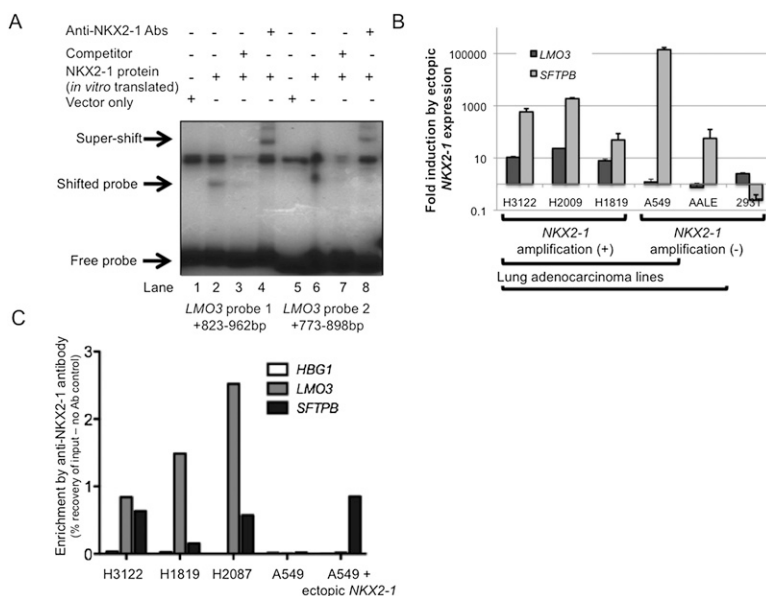 A
Anti-NKX2-1 Abs - - - + - - - +
Competitor - - + - - - + -
NKX2-1 protein - + + + - + + +
(in vitro translated)
Vector only + - - - + - - -
Super-shift
Shifted probe
Free probe
Lane 1 2 3 4 5 6 7 8
LMO3 probe 1 LMO3 probe 2
+823-962bp +773-898bp
B
Fold induction by ectopic
NKX2-1 expression
100000
1000
10
0.1
LMO3
SFTPB
H3122 H2009 H1819 A549 AALE 293T
NKX2-1 NKX2-1
amplification (+) amplification (-)
Lung adenocarcinoma lines
C
Enrichment by anti-NKX2-1 antibody
(% recovery of input – no Ab control)
3
2
1
0
HBG1
LMO3
SFTPB
H3122 H1819 H2087 A549 A549 +
ectopic NKX2-1